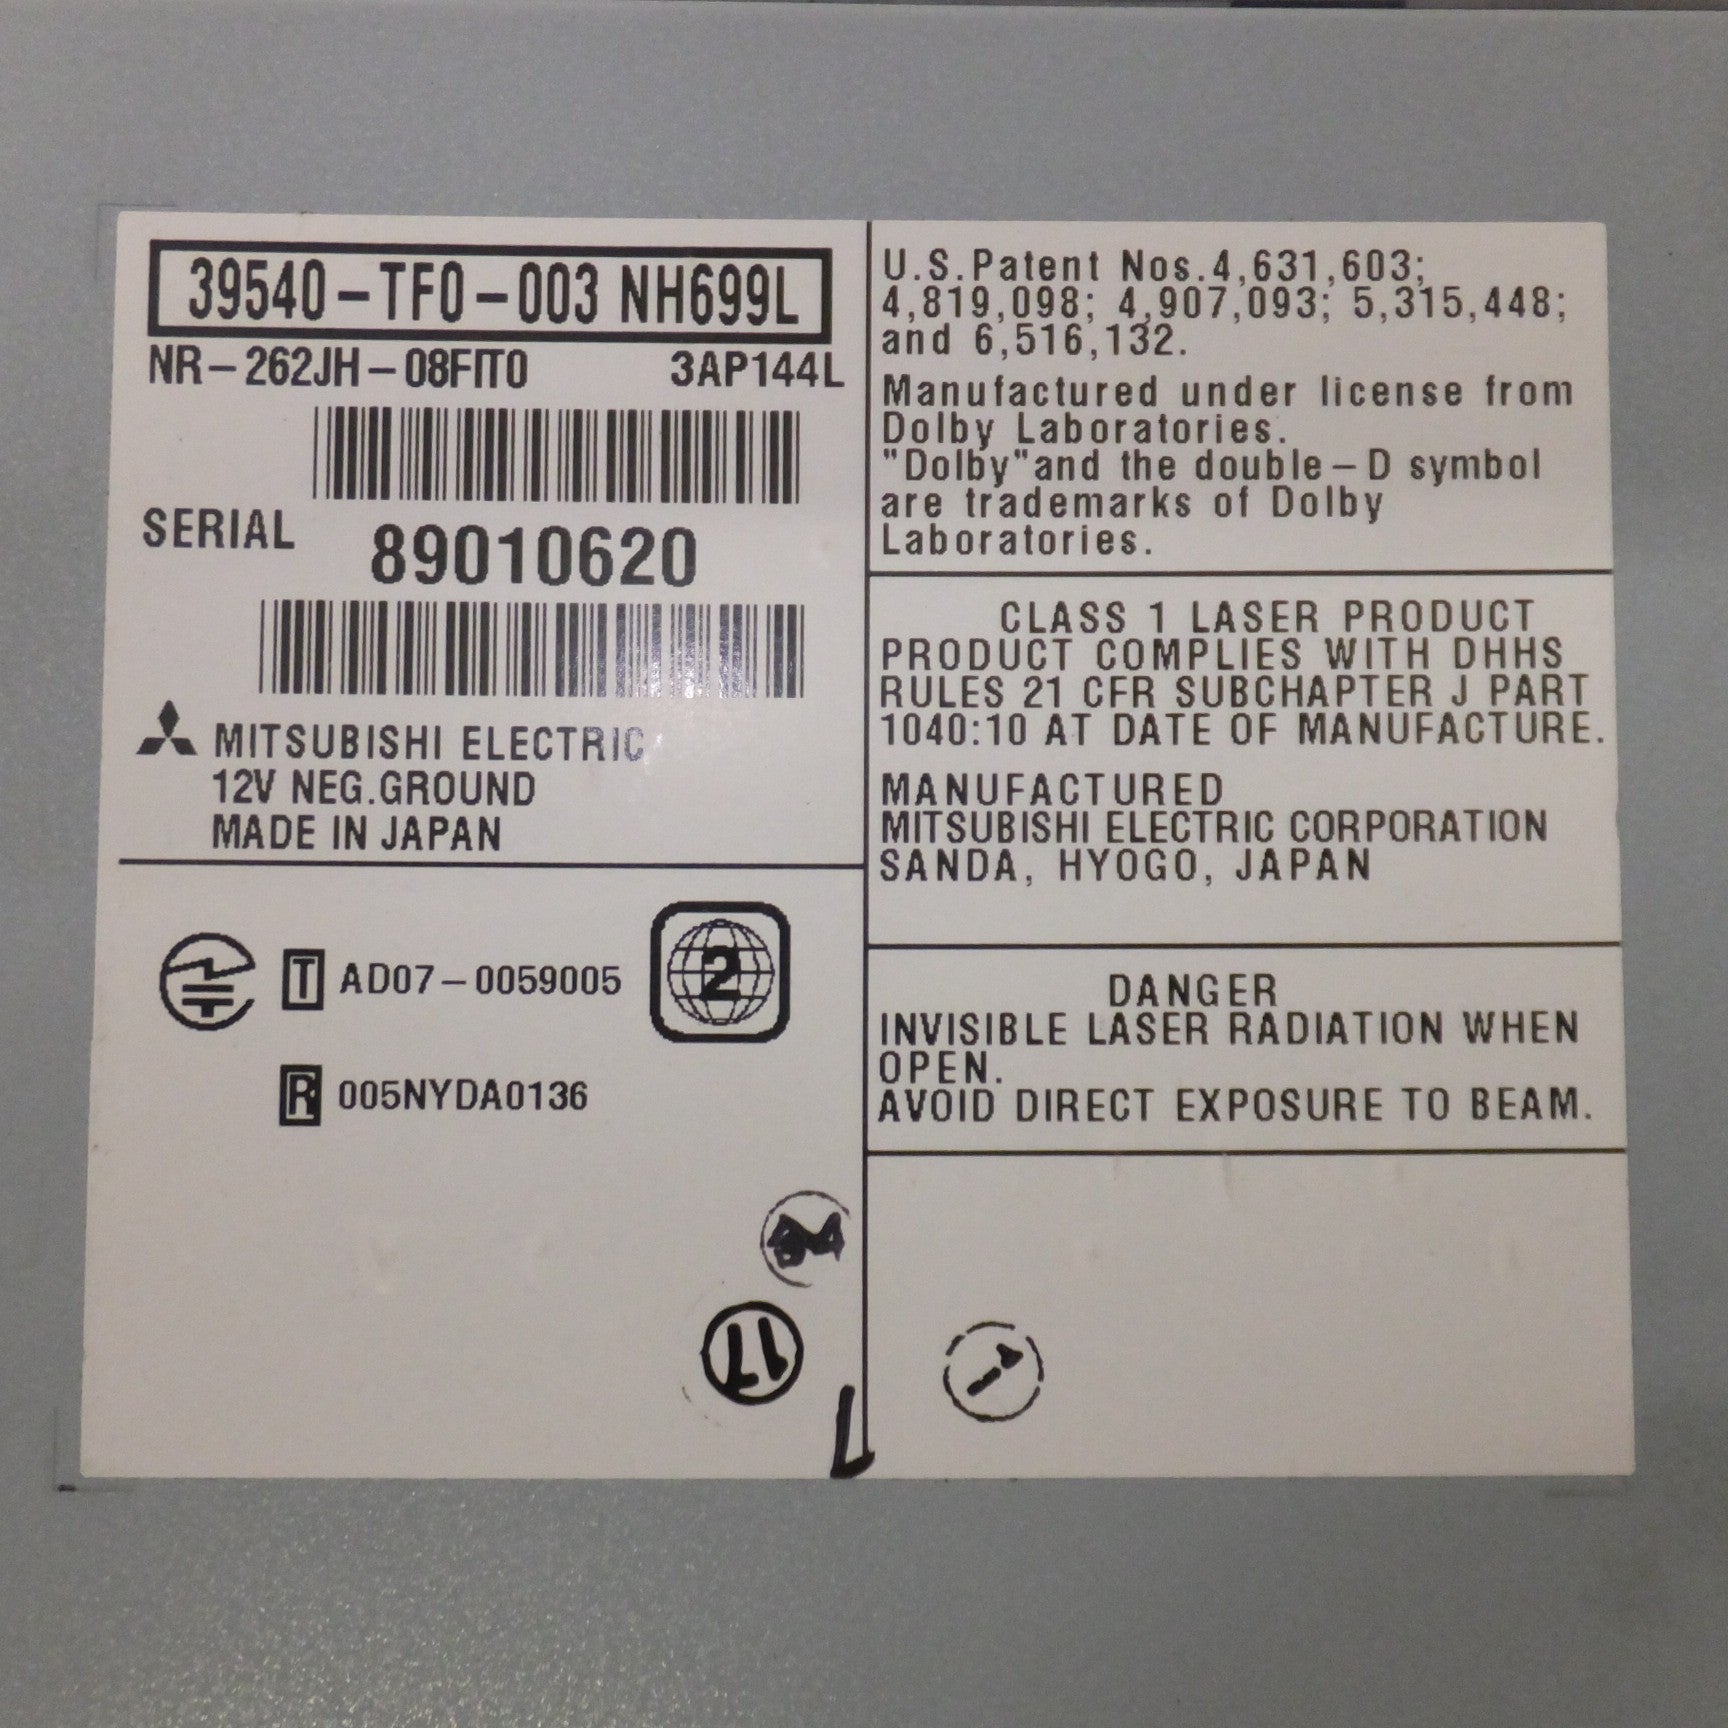 39540-TF0-003 NH699L
NR-262JH-08FIT0 3AP144L
SERIAL 89010620
MITSUBISHI ELECTRIC
12V NEG.GROUND
MADE IN JAPAN
T AD07-0059005
2
R 005NYDA0136
17
U.S.Patent Nos.4,631,603;
4,819,098; 4,907,093; 5,315,448;
and 6,516,132.
Manufactured under license from
Dolby Laboratories.
"Dolby"and the double-D symbol
are trademarks of Dolby
Laboratories.
CLASS 1 LASER PRODUCT
PRODUCT COMPLIES WITH DHHS
RULES 21 CFR SUBCHAPTER J PART
1040:10 AT DATE OF MANUFACTURE.
MANUFACTURED
MITSUBISHI ELECTRIC CORPORATION
SANDA, HYOGO, JAPAN
DANGER
INVISIBLE LASER RADIATION WHEN
OPEN.
AVOID DIRECT EXPOSURE TO BEAM.